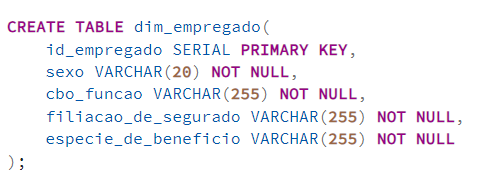 CREATE TABLE dim_empregado(
    id_empregado SERIAL PRIMARY KEY,
    sexo VARCHAR(20) NOT NULL,
    cbo_funcao VARCHAR(255) NOT NULL,
    filiacao_de_segurado VARCHAR(255) NOT NULL,
    especie_de_beneficio VARCHAR(255) NOT NULL
);